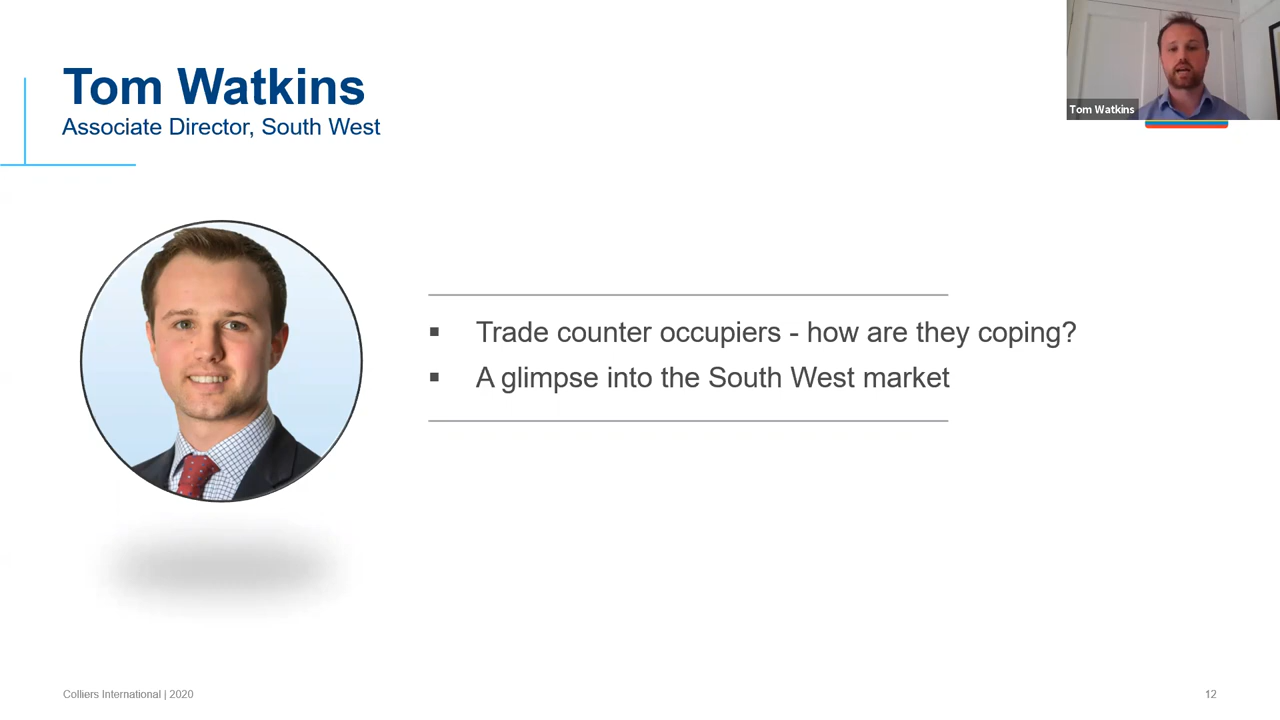 Tom Watkins
Associate Director, South West
Tom Watkins
▪ Trade counter occupiers - how are they coping?
▪ A glimpse into the South West market
Colliers International | 2020
12